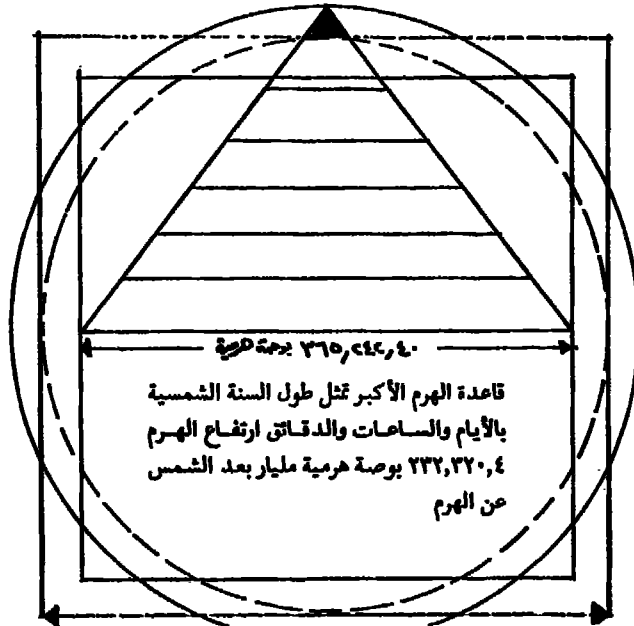 ٣٦٥,٢٤٢,٤٠ بوصة هرمية
قاعدة الهرم الأكبر تمثل طول السنة الشمسية
بالأيام والساعات والدقائق ارتفاع الهرم
٢٣٢,٣٢٠,٤ بوصة هرمية مليار بعد الشمس
عن الهرم